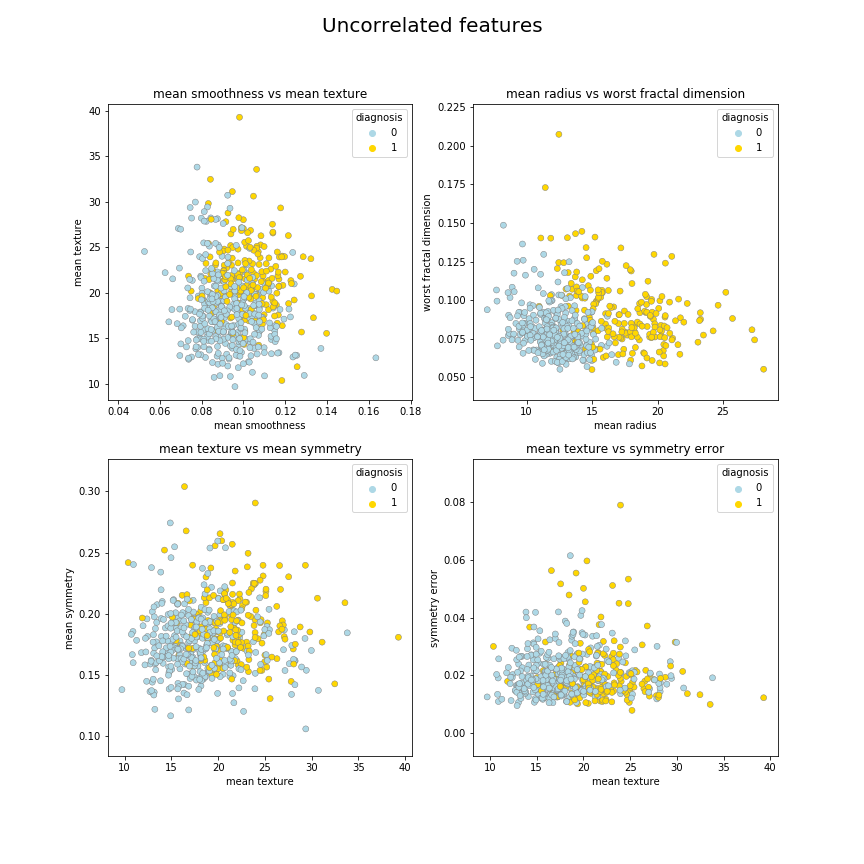 Uncorrelated features
mean smoothness vs mean texture
mean texture
40
35
30
25
20
15
10
diagnosis
0
1
0.04 0.06 0.08 0.10 0.12 0.14 0.16 0.18
mean smoothness
mean radius vs worst fractal dimension
worst fractal dimension
0.225
0.200
0.175
0.150
0.125
0.100
0.075
0.050
diagnosis
0
1
10 15 20 25
mean radius
mean texture vs mean symmetry
mean symmetry
0.30
0.25
0.20
0.15
0.10
diagnosis
0
1
10 15 20 25 30 35 40
mean texture
mean texture vs symmetry error
symmetry error
0.08
0.06
0.04
0.02
0.00
diagnosis
0
1
10 15 20 25 30 35 40
mean texture